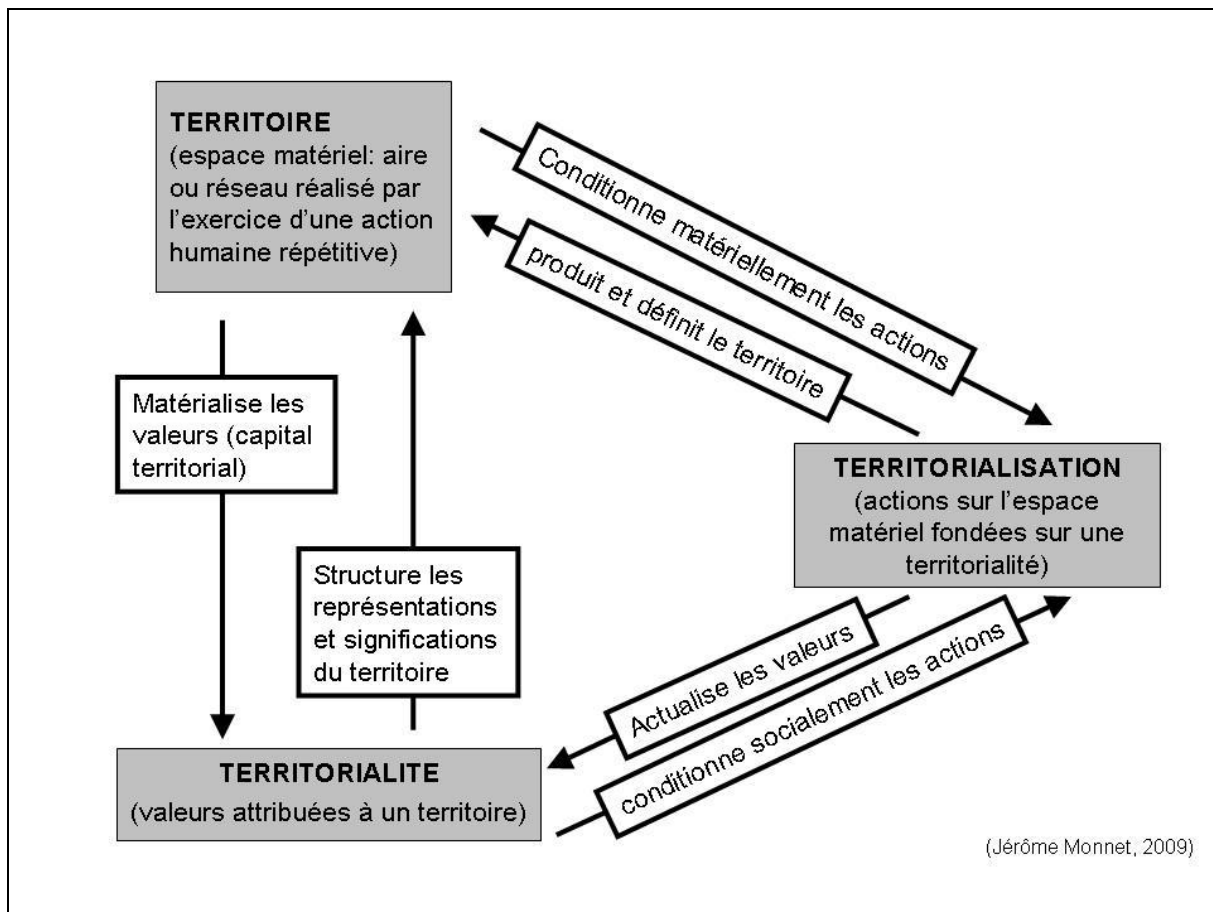 TERRITOIRE
(espace matériel: aire
ou réseau réalisé par
l'exercice d'une action
humaine répétitive)
Conditionne matériellement les actions
produit et définit le territoire
Matérialise les
valeurs (capital
territorial)
Structure les
représentations
et significations
du territoire
TERRITORIALISATION
(actions sur l'espace
matériel fondées sur une
territorialité)
Actualise les valeurs
conditionne socialement les actions
TERRITORIALITE
(valeurs attribuées à un territoire)
(Jérôme Monnet, 2009)